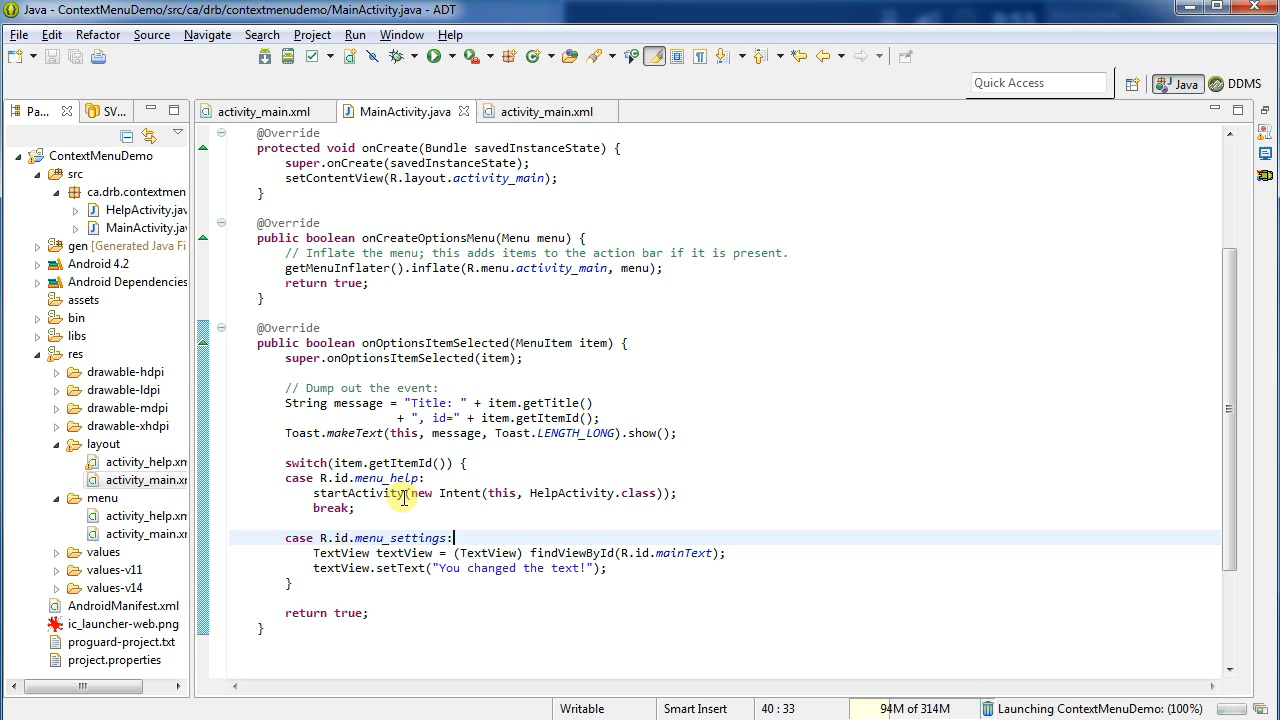 Java - ContextMenuDemo/src/ca/drb/contextmenudemo/MainActivity.java - ADT
File Edit Refactor Source Navigate Search Project Run Window Help
Quick Access
Java
DDMS
Pa...
SV...
activity_main.xml
MainActivity.java
activity_main.xml
ContextMenuDemo
src
ca.drb.contextmen
HelpActivity.jav
MainActivity.jav
gen [Generated Java Fi
Android 4.2
Android Dependencies
assets
bin
libs
res
drawable-hdpi
drawable-ldpi
drawable-mdpi
drawable-xhdpi
layout
activity_help.xm
activity_main.xm
menu
activity_help.xm
activity_main.xm
values
values-v11
values-v14
AndroidManifest.xml
ic_launcher-web.png
proguard-project.txt
project.properties
@Override
protected void onCreate(Bundle savedInstanceState) {
super.onCreate(savedInstanceState);
setContentView(R.layout.activity_main);
}
@Override
public boolean onCreateOptionsMenu(Menu menu) {
// Inflate the menu; this adds items to the action bar if it is present.
getMenuInflater().inflate(R.menu.activity_main, menu);
return true;
}
@Override
public boolean onOptionsItemSelected(MenuItem item) {
super.onOptionsItemSelected(item);
// Dump out the event:
String message = "Title: " + item.getTitle()
+ ", id=" + item.getItemId();
Toast.makeText(this, message, Toast.LENGTH_LONG).show();
switch(item.getItemId()) {
case R.id.menu_help:
startActivity(new Intent(this, HelpActivity.class));
break;
case R.id.menu_settings:
TextView textView = (TextView) findViewById(R.id.mainText);
textView.setText("You changed the text!");
}
return true;
}
Writable
Smart Insert
40 : 33
94M of 314M
Launching ContextMenuDemo: (100%)